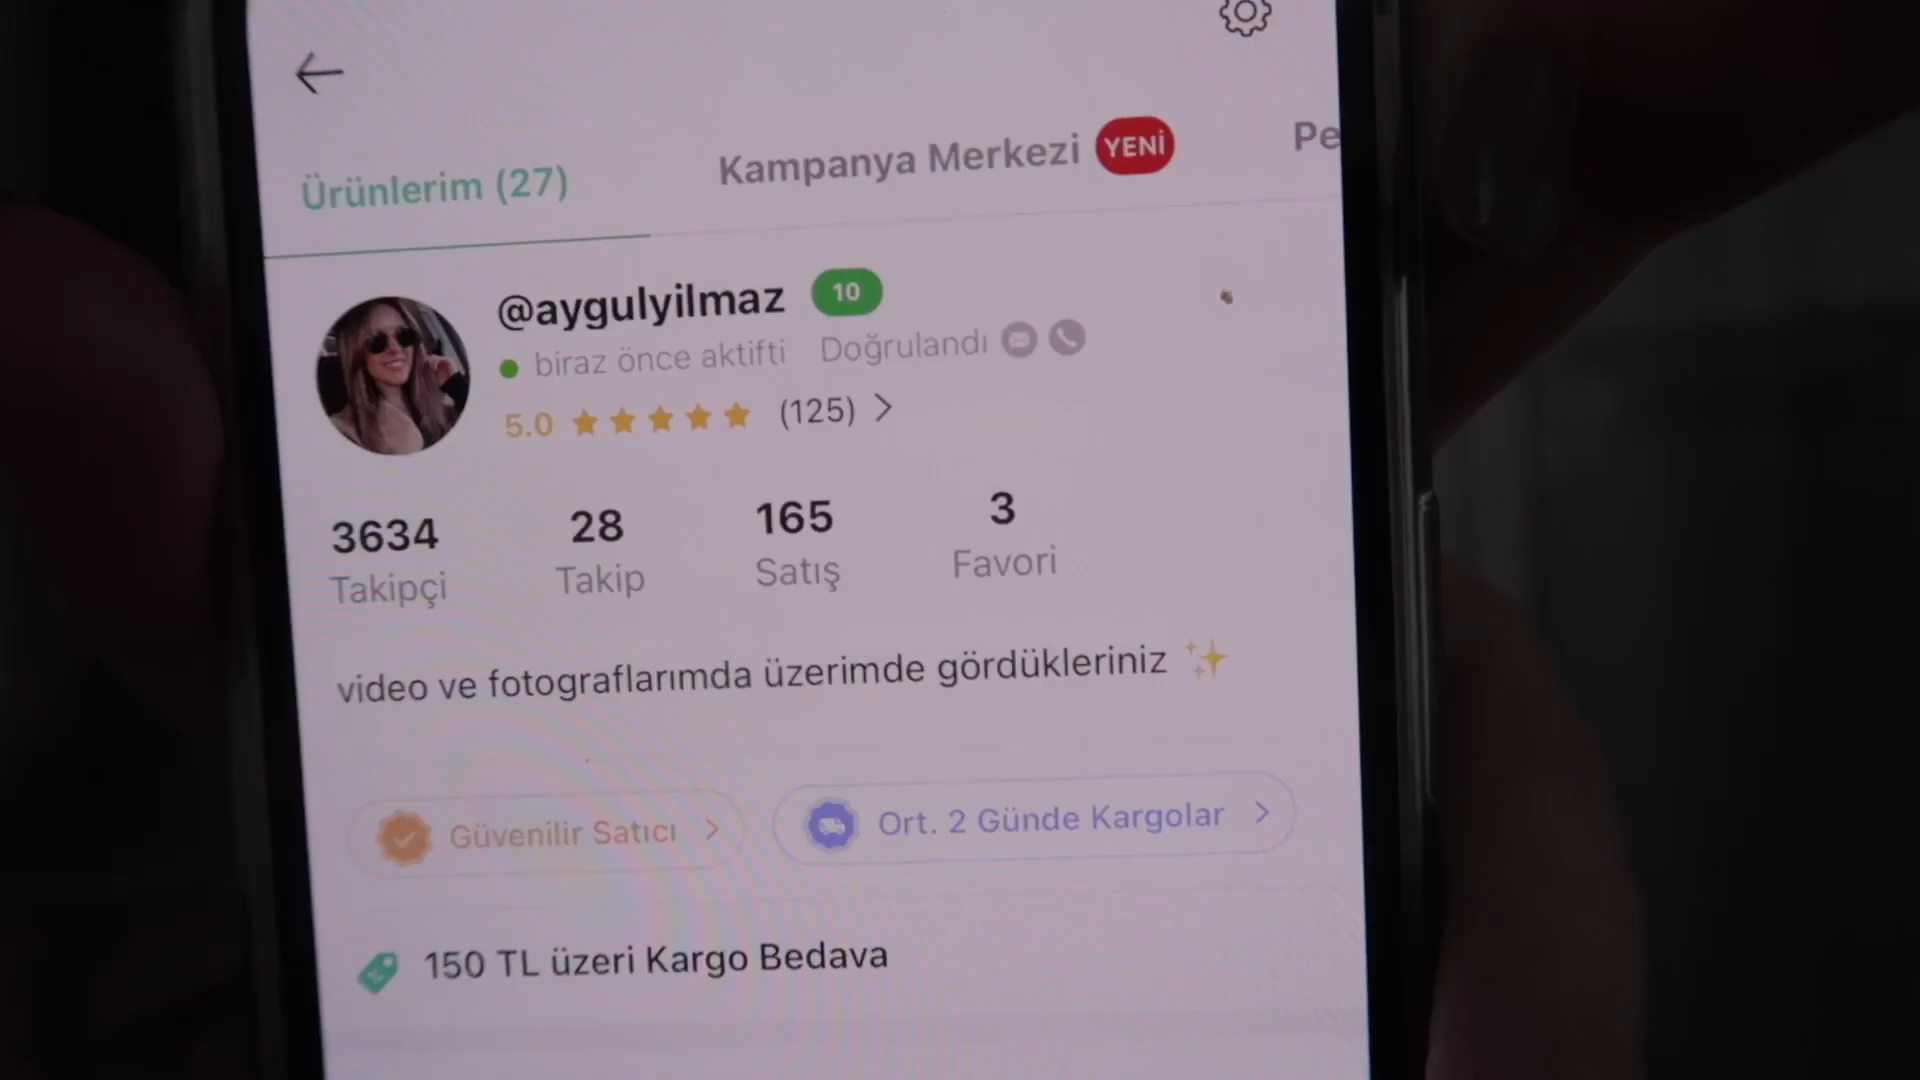 Ürünlerim (27) Kampanya Merkezi YENİ Pe
@aygulyilmaz 10
biraz önce aktifti Doğrulandı
5.0 (125)
3634 28 165 3
Takipçi Takip Satış Favori
video ve fotograflarımda üzerimde gördükleriniz ✨
Güvenilir Satıcı Ort. 2 Günde Kargolar
150 TL üzeri Kargo Bedava